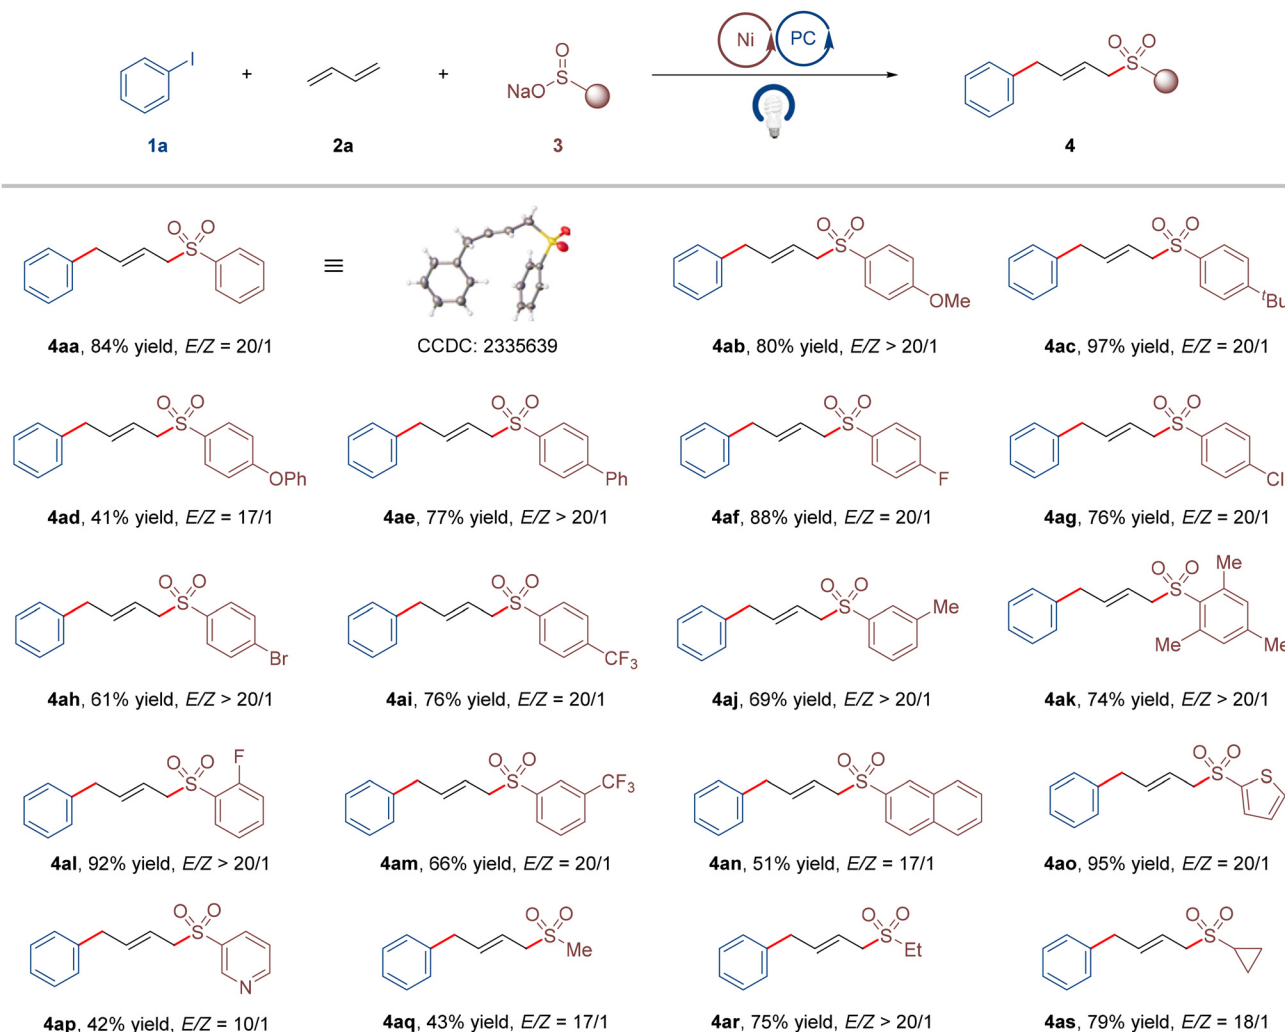 I
+
+
O
S
NaO
Ni
PC
O O
S
1a
2a
3
4
O O
S
≡
O O
S
OMe
O O
S
tBu
4aa, 84% yield, E/Z = 20/1
CCDC: 2335639
4ab, 80% yield, E/Z > 20/1
4ac, 97% yield, E/Z = 20/1
O O
S
OPh
O O
S
Ph
O O
S
F
O O
S
Cl
4ad, 41% yield, E/Z = 17/1
4ae, 77% yield, E/Z > 20/1
4af, 88% yield, E/Z = 20/1
4ag, 76% yield, E/Z = 20/1
O O
S
Br
O O
S
CF3
O O
S
Me
O O
S
Me
Me
Me
4ah, 61% yield, E/Z > 20/1
4ai, 76% yield, E/Z = 20/1
4aj, 69% yield, E/Z > 20/1
4ak, 74% yield, E/Z > 20/1
O O
S
F
O O
S
CF3
O O
S
O O
S
S
4al, 92% yield, E/Z > 20/1
4am, 66% yield, E/Z = 20/1
4an, 51% yield, E/Z = 17/1
4ao, 95% yield, E/Z = 20/1
O O
S
N
O O
S
Me
O O
S
Et
O O
S
4ap, 42% yield, E/Z = 10/1
4aq, 43% yield, E/Z = 17/1
4ar, 75% yield, E/Z > 20/1
4as, 79% yield, E/Z = 18/1